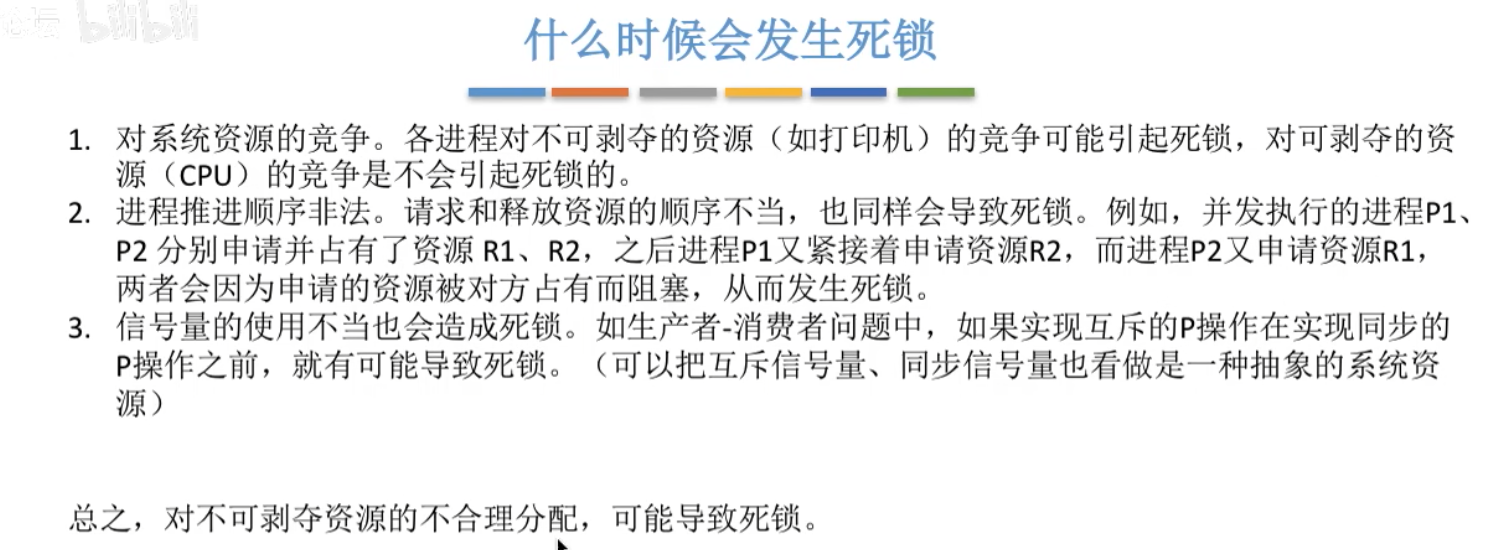 论坛 bilibili
什么时候会发生死锁
1. 对系统资源的竞争。各进程对不可剥夺的资源（如打印机）的竞争可能引起死锁，对可剥夺的资
源（CPU）的竞争是不会引起死锁的。
2. 进程推进顺序非法。请求和释放资源的顺序不当，也同样会导致死锁。例如，并发执行的进程P1、
P2 分别申请并占有了资源 R1、R2，之后进程P1又紧接着申请资源R2，而进程P2又申请资源R1，
两者会因为申请的资源被对方占有而阻塞，从而发生死锁。
3. 信号量的使用不当也会造成死锁。如生产者-消费者问题中，如果实现互斥的P操作在实现同步的
P操作之前，就有可能导致死锁。（可以把互斥信号量、同步信号量也看做是一种抽象的系统资
源）
总之，对不可剥夺资源的不合理分配，可能导致死锁。